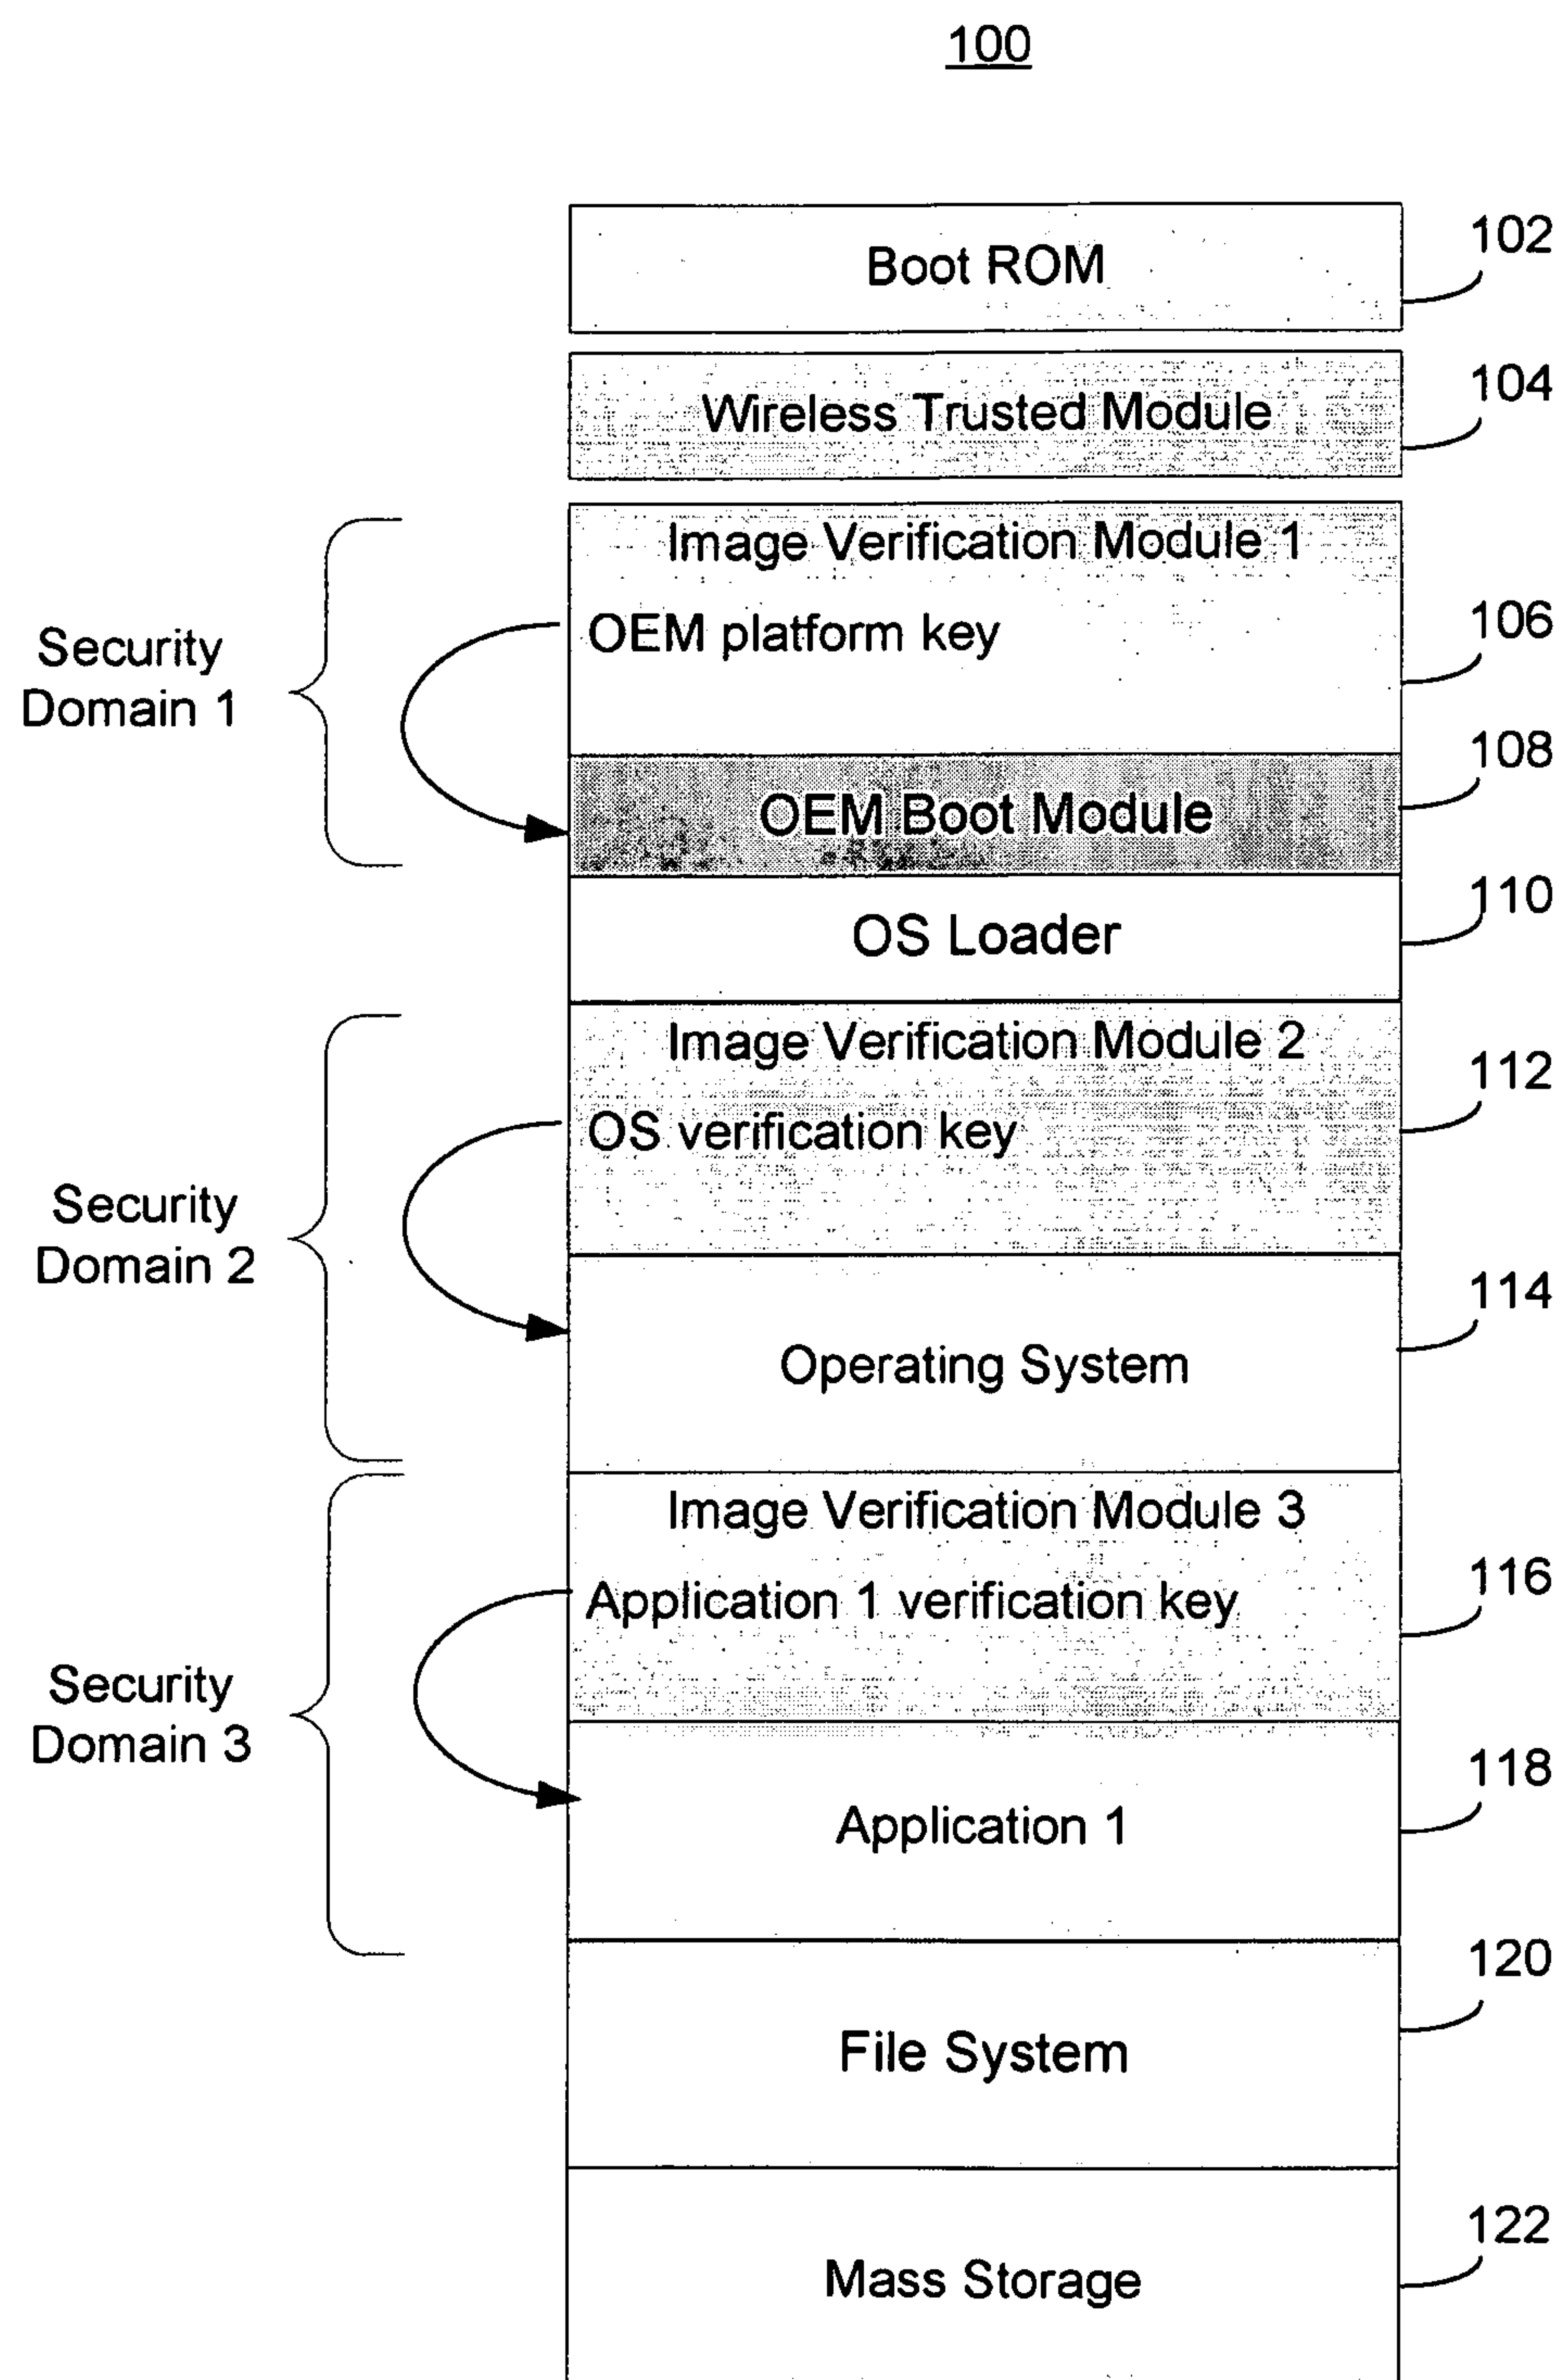 100
Boot ROM
102
Wireless Trusted Module
104
Image Verification Module 1
OEM platform key
106
Security
Domain 1
OEM Boot Module
108
OS Loader
110
Image Verification Module 2
OS verification key
112
Security
Domain 2
Operating System
114
Image Verification Module 3
Application 1 verification key
116
Security
Domain 3
Application 1
118
File System
120
Mass Storage
122